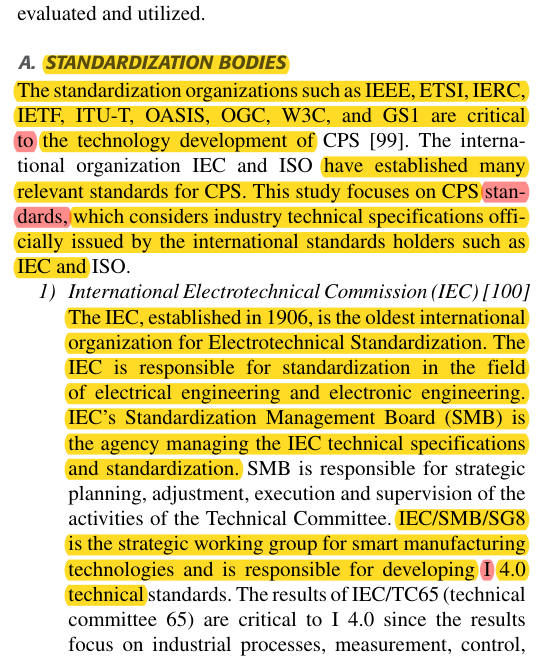 evaluated and utilized.
A. STANDARDIZATION BODIES
The standardization organizations such as IEEE, ETSI, IERC,
IETF, ITU-T, OASIS, OGC, W3C, and GS1 are critical
to the technology development of CPS [99]. The interna-
tional organization IEC and ISO have established many
relevant standards for CPS. This study focuses on CPS stan-
dards, which considers industry technical specifications offi-
cially issued by the international standards holders such as
IEC and ISO.
1) International Electrotechnical Commission (IEC) [100]
The IEC, established in 1906, is the oldest international
organization for Electrotechnical Standardization. The
IEC is responsible for standardization in the field
of electrical engineering and electronic engineering.
IEC's Standardization Management Board (SMB) is
the agency managing the IEC technical specifications
and standardization. SMB is responsible for strategic
planning, adjustment, execution and supervision of the
activities of the Technical Committee. IEC/SMB/SG8
is the strategic working group for smart manufacturing
technologies and is responsible for developing I 4.0
technical standards. The results of IEC/TC65 (technical
committee 65) are critical to I 4.0 since the results
focus on industrial processes, measurement, control,